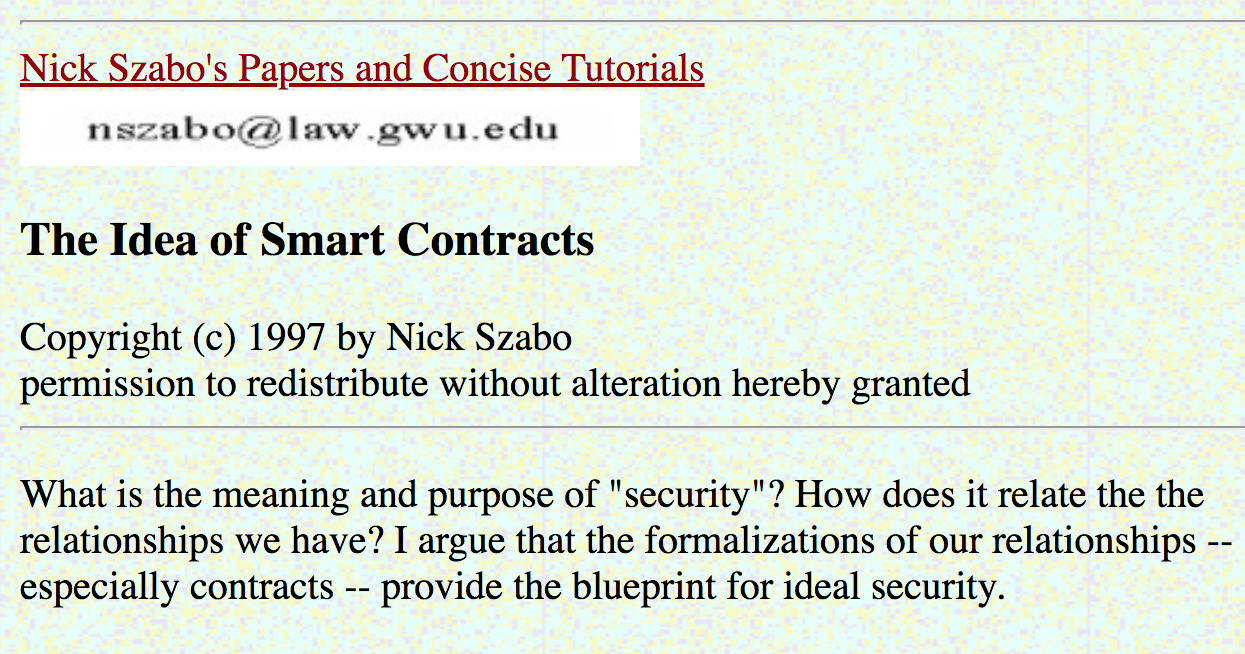 Nick Szabo's Papers and Concise Tutorials
nszabo@law.gwu.edu
The Idea of Smart Contracts
Copyright (c) 1997 by Nick Szabo
permission to redistribute without alteration hereby granted
What is the meaning and purpose of "security"? How does it relate the the
relationships we have? I argue that the formalizations of our relationships --
especially contracts -- provide the blueprint for ideal security.